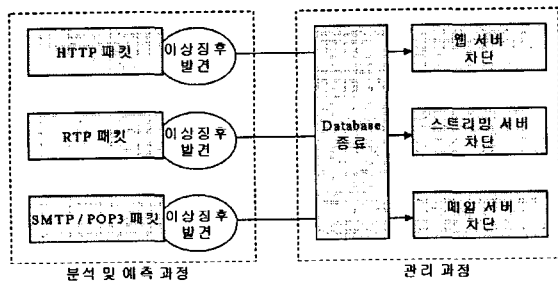 HTTP 패킷
이상징후
발견
웹 서버
차단
RTP 패킷
이상징후
발견
Database
종료
스트리밍 서버
차단
SMTP / POP3 패킷
이상징후
발견
메일 서버
차단
분석 및 예측 과정
관리 과정